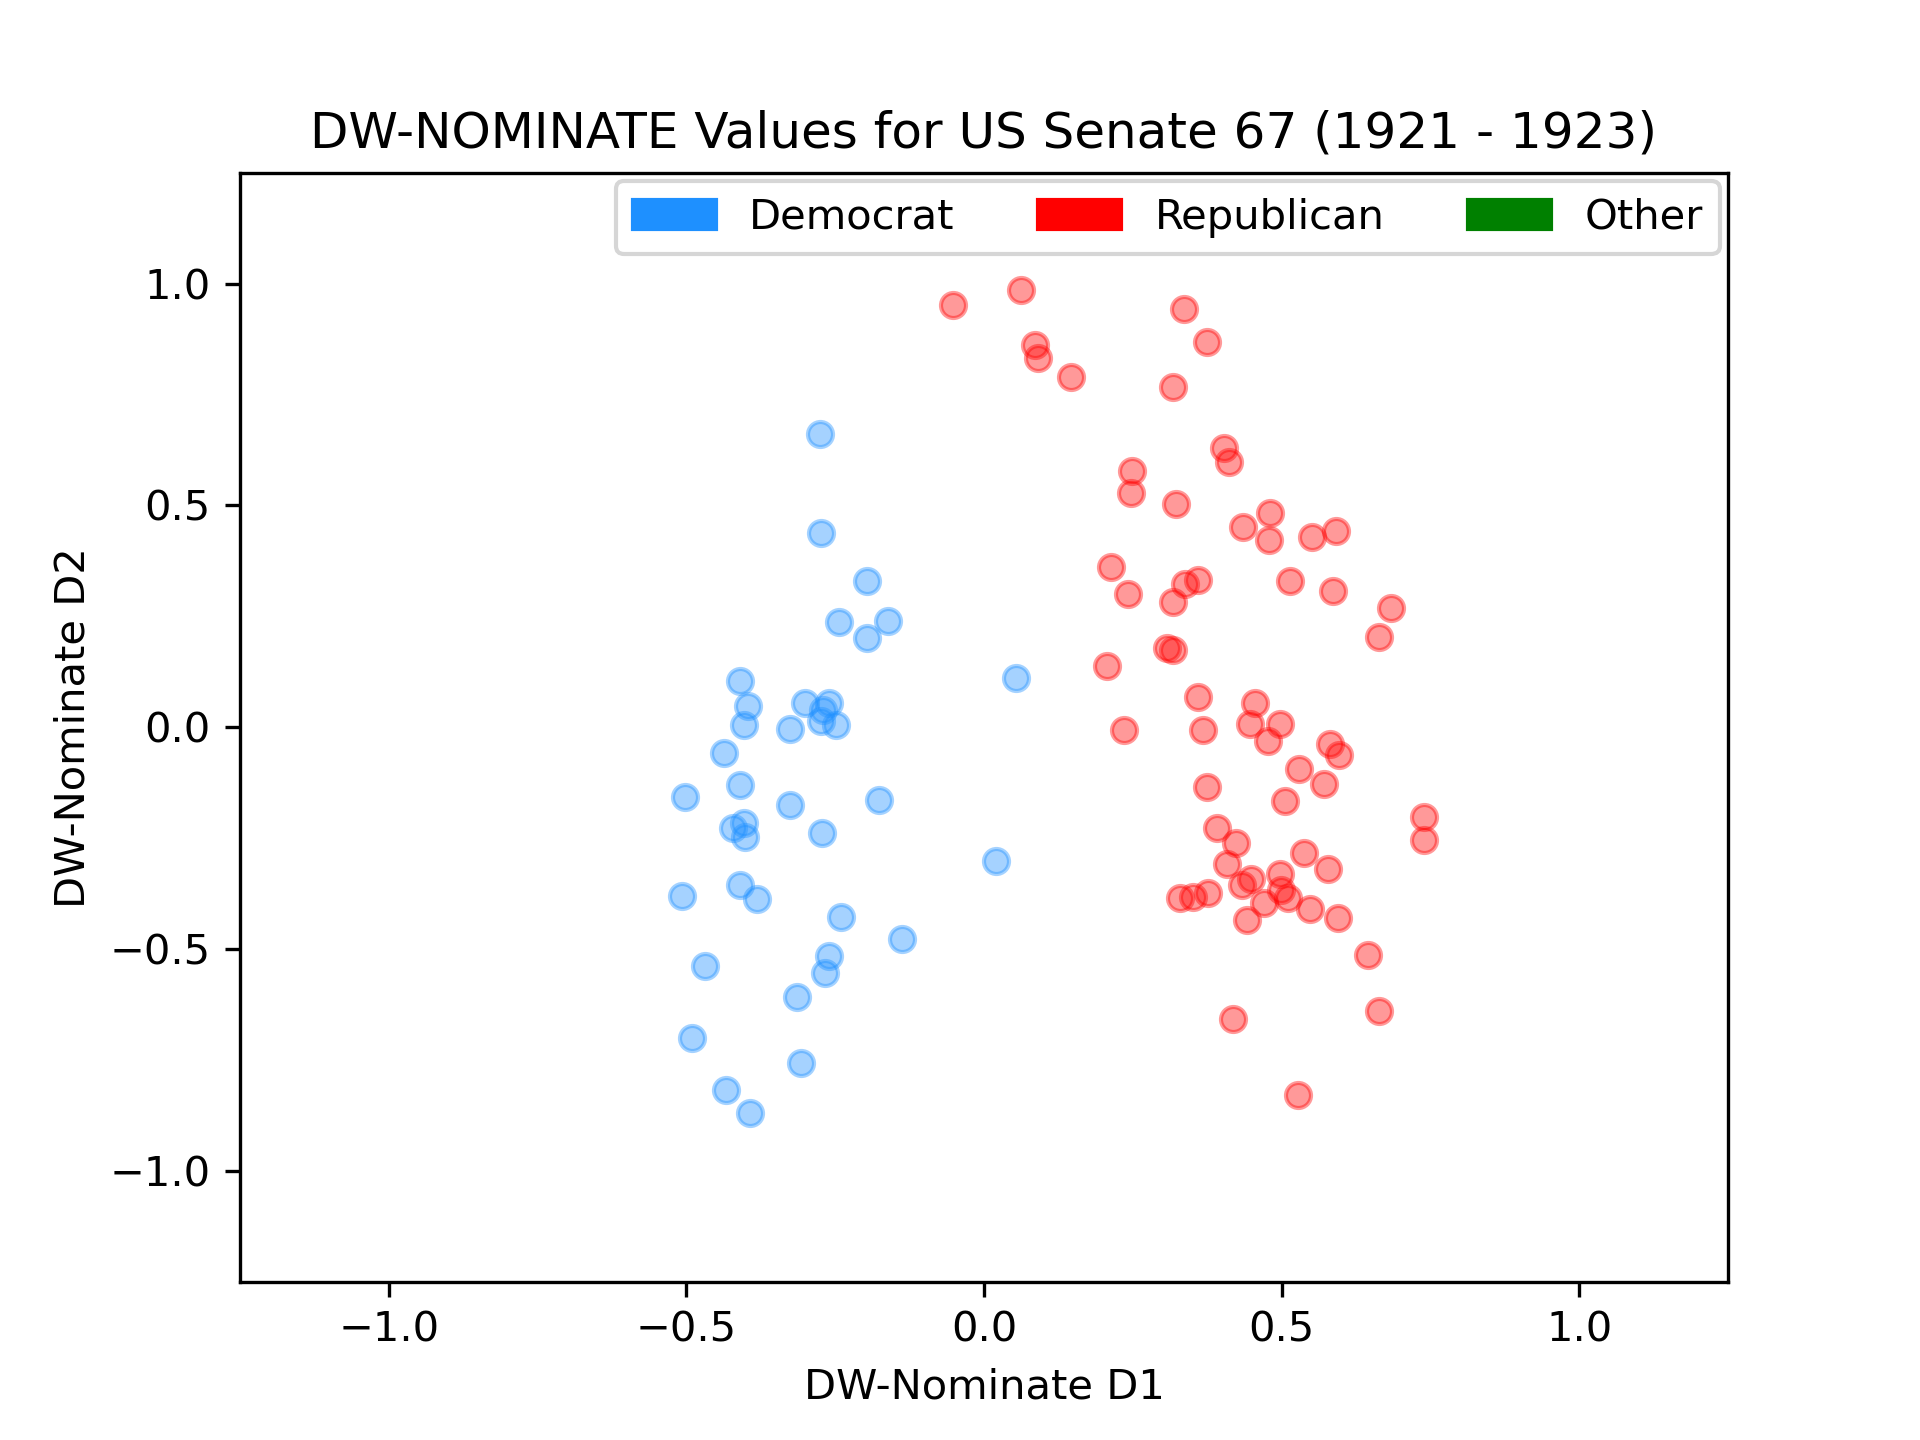 DW-NOMINATE Values for US Senate 67 (1921 - 1923)
Democrat Republican Other
1.0
0.5
0.0
−0.5
−1.0
DW-Nominate D2
−1.0 −0.5 0.0 0.5 1.0
DW-Nominate D1